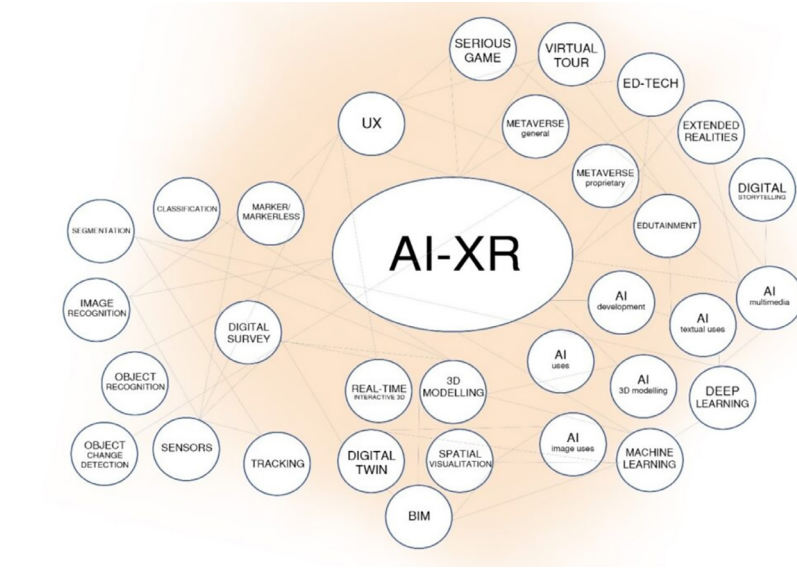 SERIOUS
GAME
VIRTUAL
TOUR
ED-TECH
UX
METAVERSE
general
EXTENDED
REALITIES
METAVERSE
proprietary
DIGITAL
STORYTELLING
CLASSIFICATION
MARKER/
MARKERLESS
SEGMENTATION
EDUTAINMENT
AI-XR
IMAGE
RECOGNITION
DIGITAL
SURVEY
AI
development
AI
textual uses
AI
multimedia
OBJECT
RECOGNITION
REAL-TIME
INTERACTIVE 3D
3D
MODELLING
AI
uses
AI
3D modelling
DEEP
LEARNING
OBJECT
CHANGE
DETECTION
SENSORS
TRACKING
DIGITAL
TWIN
SPATIAL
VISUALITATION
AI
image uses
MACHINE
LEARNING
BIM